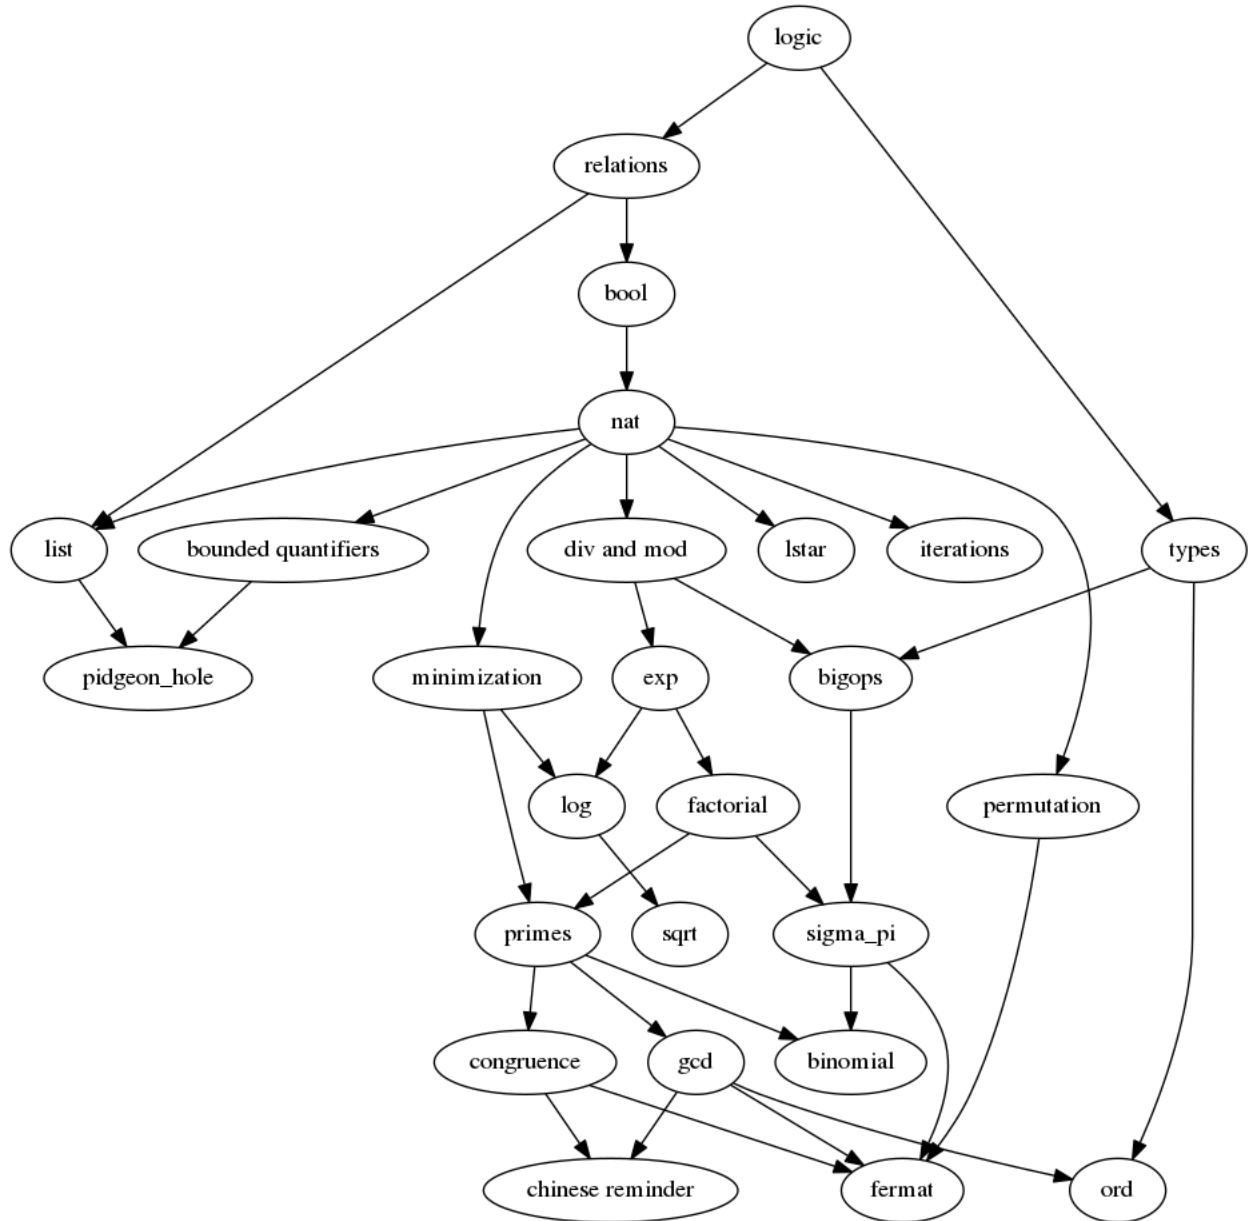 logic
relations
bool
nat
list
bounded quantifiers
div and mod
lstar
iterations
types
pidgeon_hole
minimization
exp
bigops
log
factorial
permutation
primes
sqrt
sigma_pi
congruence
gcd
binomial
chinese reminder
fermat
ord